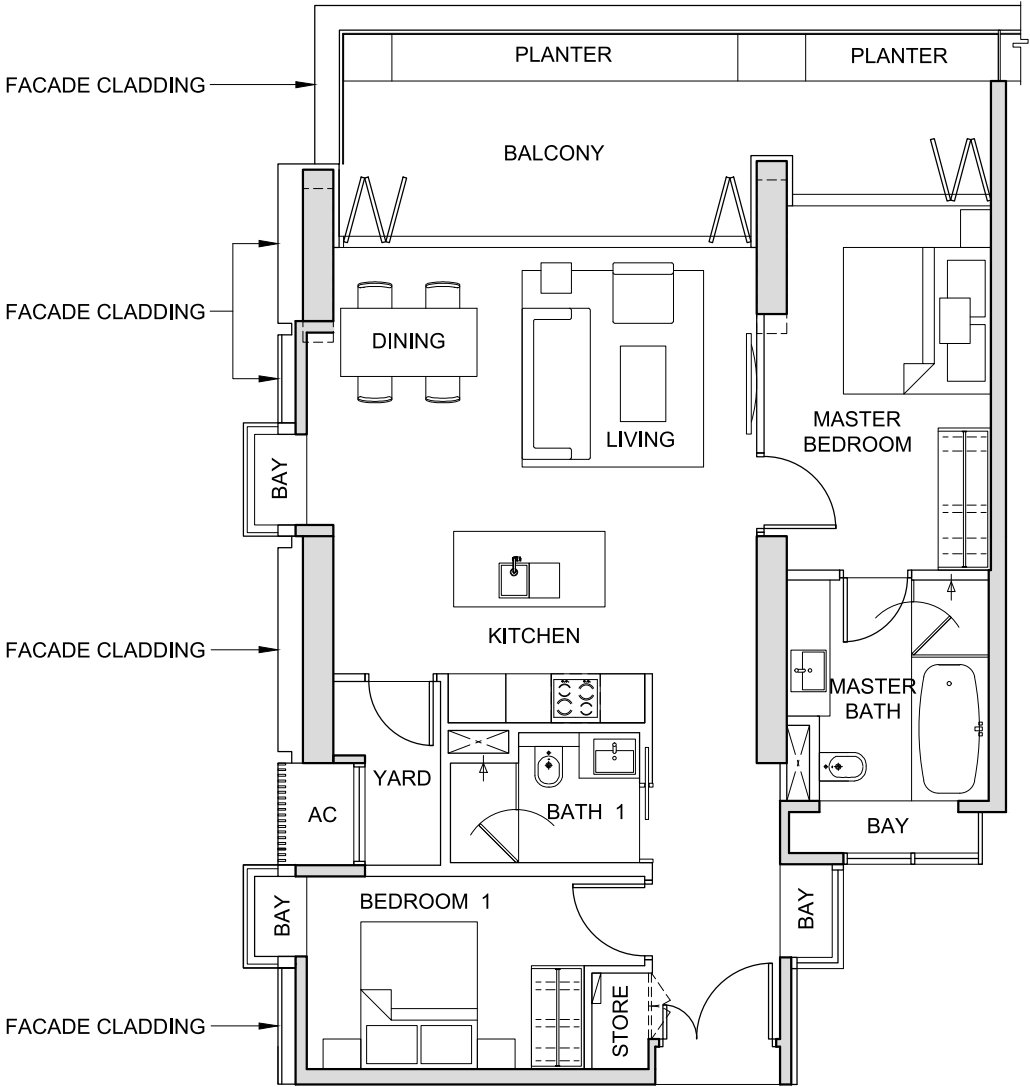 PLANTER
PLANTER
FACADE CLADDING
BALCONY
FACADE CLADDING
DINING
LIVING
MASTER
BEDROOM
BAY
KITCHEN
FACADE CLADDING
MASTER
BATH
YARD
AC
BATH 1
BAY
BEDROOM 1
BAY
BAY
STORE
FACADE CLADDING